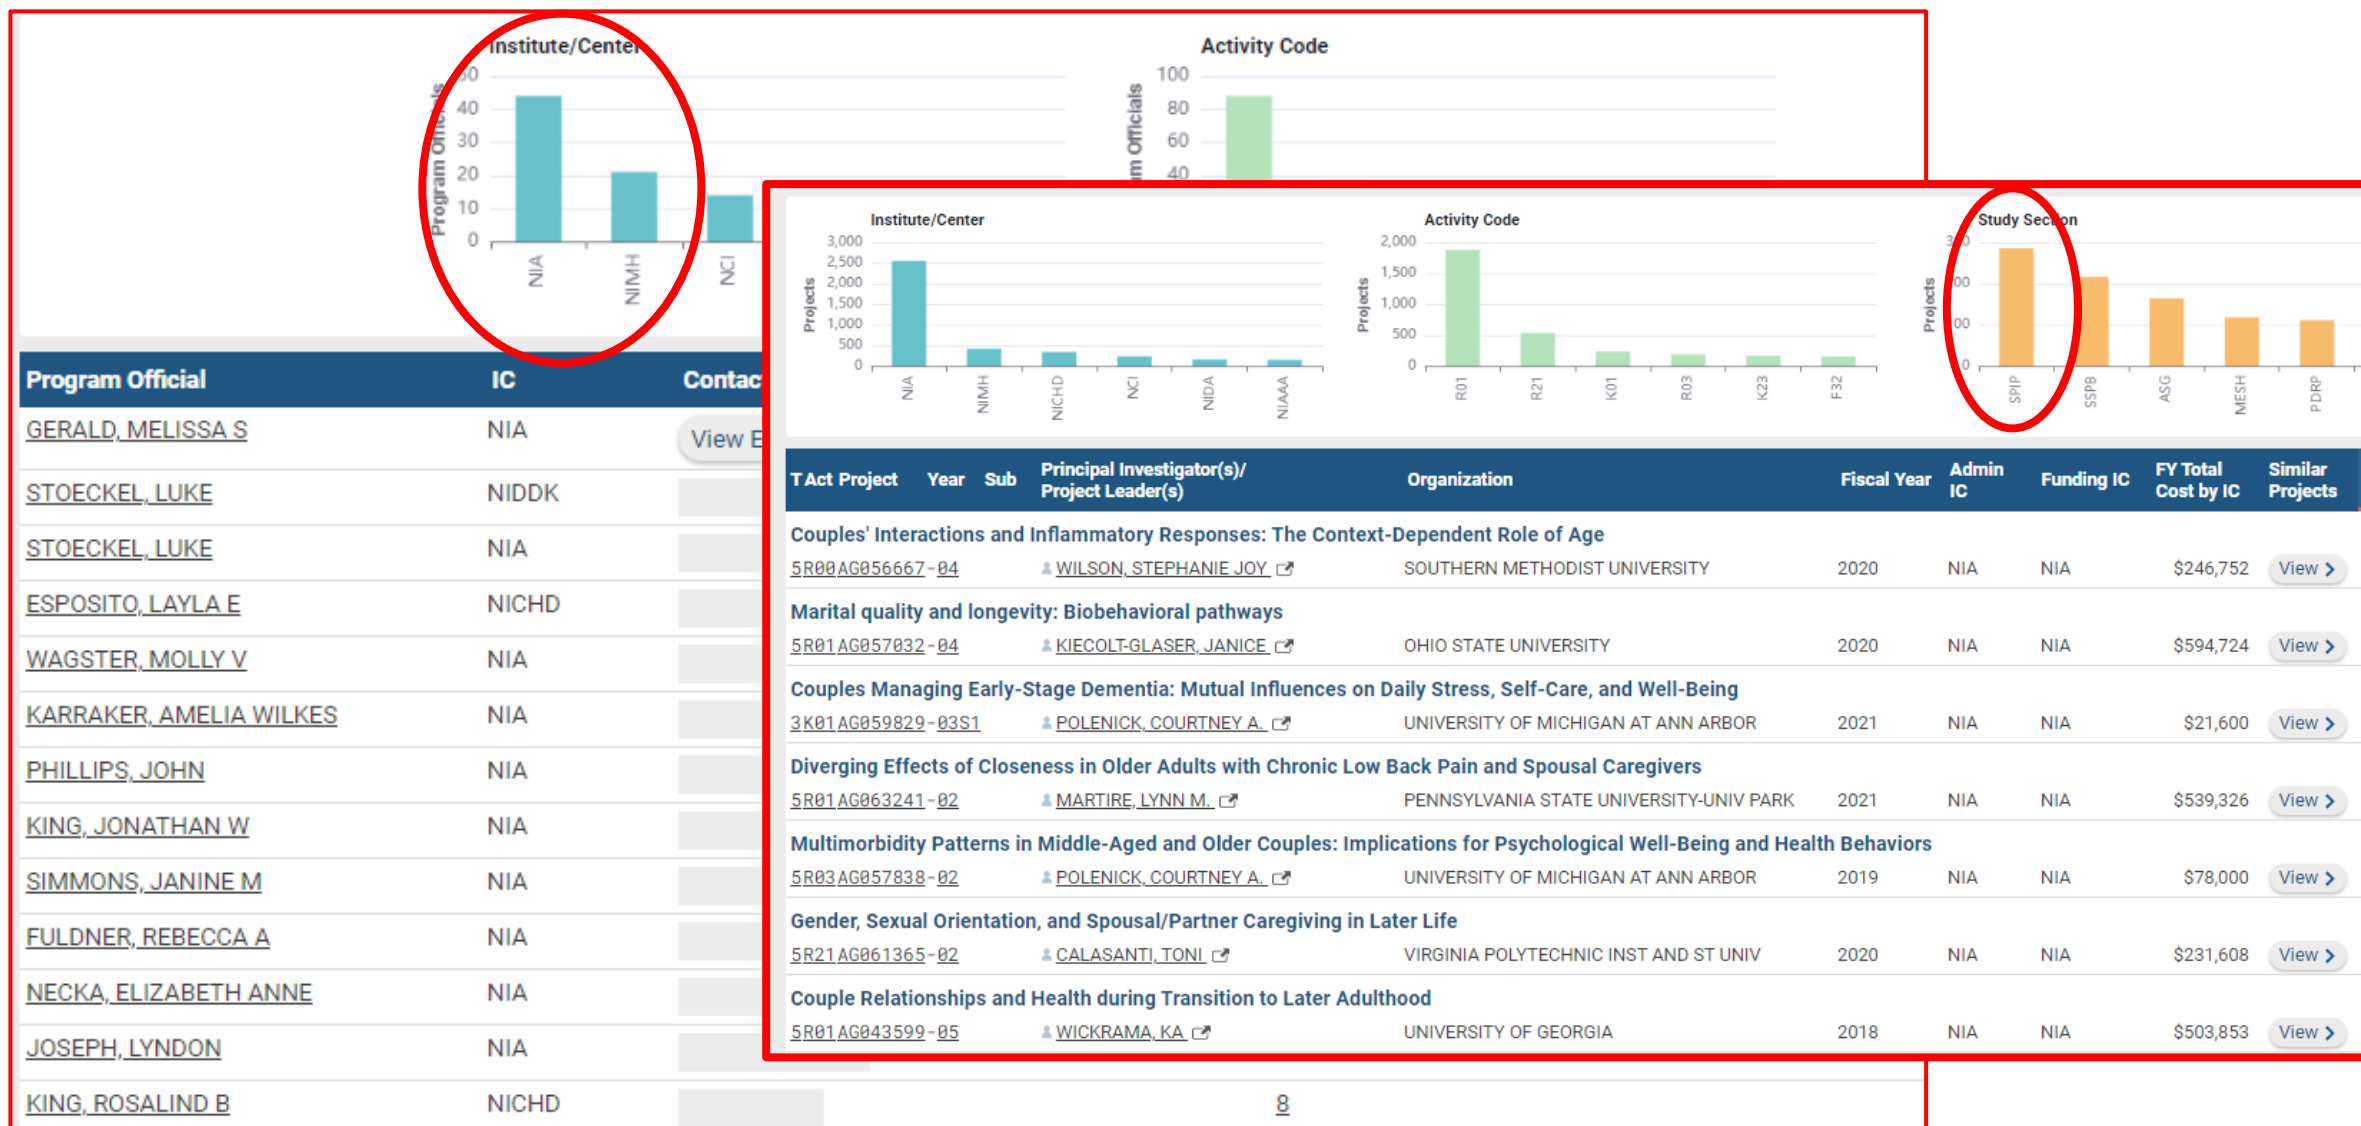 Institute/Center
Activity Code
Program Officials
40
30
20
10
0
NIA
NIMH
NCI
100
80
60
40
Program Official IC
GERALD, MELISSA S NIA
STOECKEL, LUKE NIDDK
STOECKEL, LUKE NIA
ESPOSITO, LAYLA E NICHD
WAGSTER, MOLLY V NIA
KARRAKER, AMELIA WILKES NIA
PHILLIPS, JOHN NIA
KING, JONATHAN W NIA
SIMMONS, JANINE M NIA
FULDNER, REBECCA A NIA
NECKA, ELIZABETH ANNE NIA
JOSEPH, LYNDON NIA
KING, ROSALIND B NICHD 8
View
Institute/Center
Projects
3,000
2,500
2,000
1,500
1,000
500
0
NIA
NIMH
NICHD
NCI
NIDA
NIAAA
Activity Code
Projects
2,000
1,500
1,000
500
0
R01
R21
K01
R03
K23
F32
Study Section
Projects
0
SPIP
SSPB
ASG
MESH
PDRP
T Act Project Year Sub Principal Investigator(s)/ Project Leader(s) Organization Fiscal Year Admin IC Funding IC FY Total Cost by IC Similar Projects
Couples' Interactions and Inflammatory Responses: The Context-Dependent Role of Age
5R00AG056667-04 WILSON, STEPHANIE JOY SOUTHERN METHODIST UNIVERSITY 2020 NIA NIA $246,752 View >
Marital quality and longevity: Biobehavioral pathways
5R01AG057032-04 KIECOLT-GLASER, JANICE OHIO STATE UNIVERSITY 2020 NIA NIA $594,724 View >
Couples Managing Early-Stage Dementia: Mutual Influences on Daily Stress, Self-Care, and Well-Being
3K01AG059829-03S1 POLENICK, COURTNEY A. UNIVERSITY OF MICHIGAN AT ANN ARBOR 2021 NIA NIA $21,600 View >
Diverging Effects of Closeness in Older Adults with Chronic Low Back Pain and Spousal Caregivers
5R01AG063241-02 MARTIRE, LYNN M. PENNSYLVANIA STATE UNIVERSITY-UNIV PARK 2021 NIA NIA $539,326 View >
Multimorbidity Patterns in Middle-Aged and Older Couples: Implications for Psychological Well-Being and Health Behaviors
5R03AG057838-02 POLENICK, COURTNEY A. UNIVERSITY OF MICHIGAN AT ANN ARBOR 2019 NIA NIA $78,000 View >
Gender, Sexual Orientation, and Spousal/Partner Caregiving in Later Life
5R21AG061365-02 CALASANTI, TONI VIRGINIA POLYTECHNIC INST AND ST UNIV 2020 NIA NIA $231,608 View >
Couple Relationships and Health during Transition to Later Adulthood
5R01AG043599-05 WICKRAMA, KA UNIVERSITY OF GEORGIA 2018 NIA NIA $503,853 View >